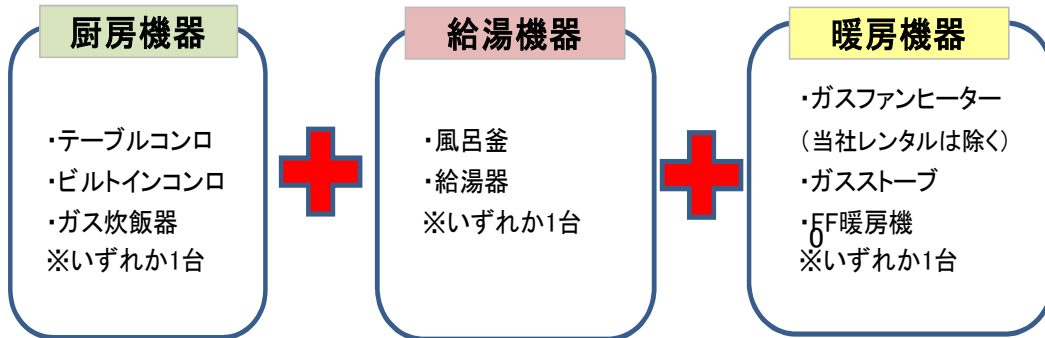 厨房機器
・テーブルコンロ
・ビルトインコンロ
・ガス炊飯器
※いずれか1台
給湯機器
・風呂釜
・給湯器
※いずれか1台
暖房機器
・ガスファンヒーター
（当社レンタルは除く）
・ガスストーブ
・FF暖房機
0
※いずれか1台